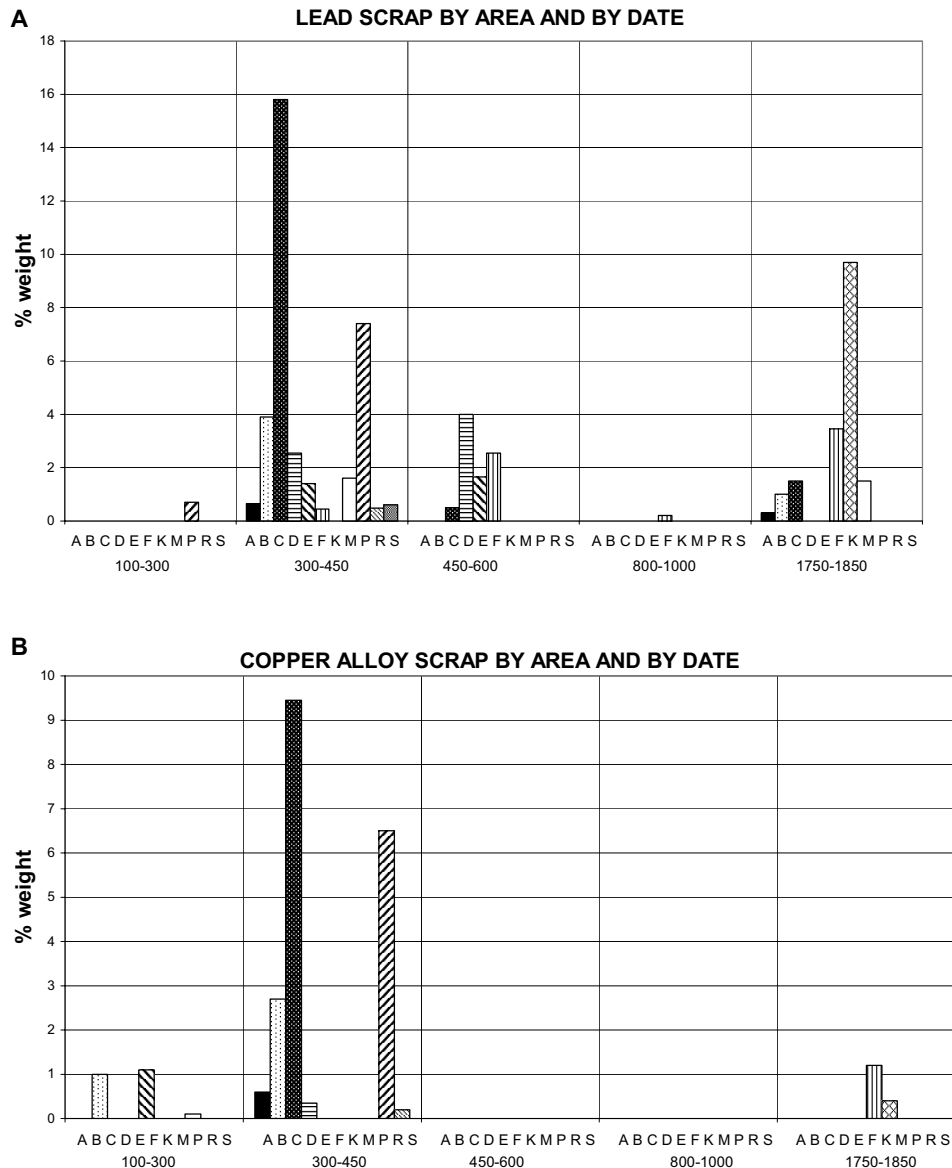 A
LEAD SCRAP BY AREA AND BY DATE
18
16
14
12
10
8
6
4
2
0
% weight
A B C D E F K M P R S A B C D E F K M P R S A B C D E F K M P R S A B C D E F K M P R S A B C D E F K M P R S
100-300 300-450 450-600 800-1000 1750-1850
B
COPPER ALLOY SCRAP BY AREA AND BY DATE
10
9
8
7
6
5
4
3
2
1
0
% weight
A B C D E F K M P R S A B C D E F K M P R S A B C D E F K M P R S A B C D E F K M P R S A B C D E F K M P R S
100-300 300-450 450-600 800-1000 1750-1850